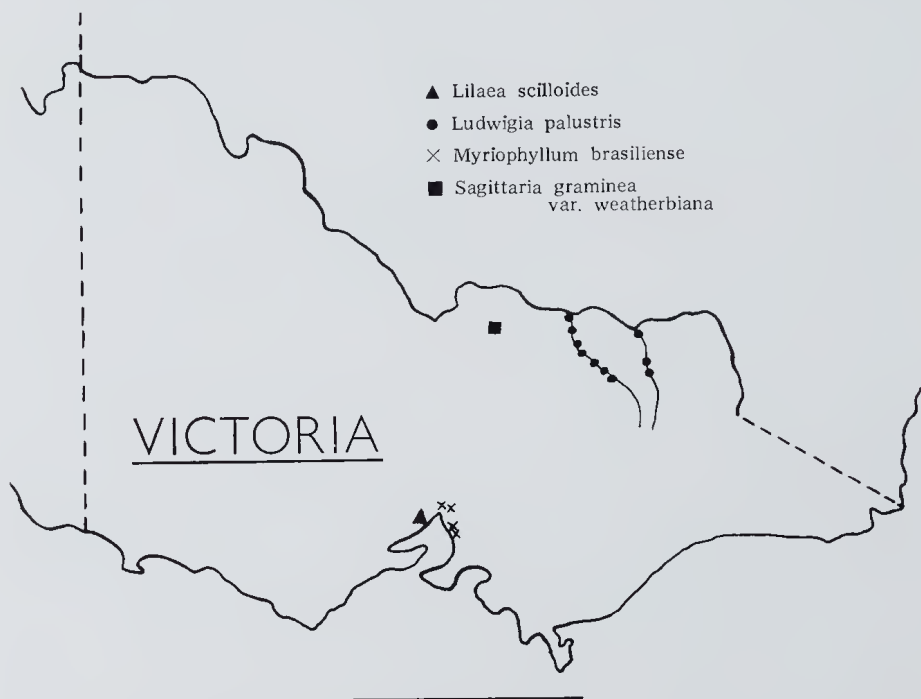 Lilaea scilloides
Ludwigia palustris
Myriophyllum brasiliense
Sagittaria graminea
var. weatherbiana
VICTORIA